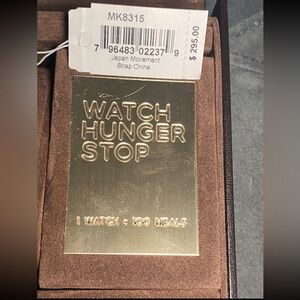 MK8315
7 96483 02237 9
Japan Movement
Strap China
$ 295.00
WATCH
HUNGER
STOP
1 WATCH = 100 MEALS